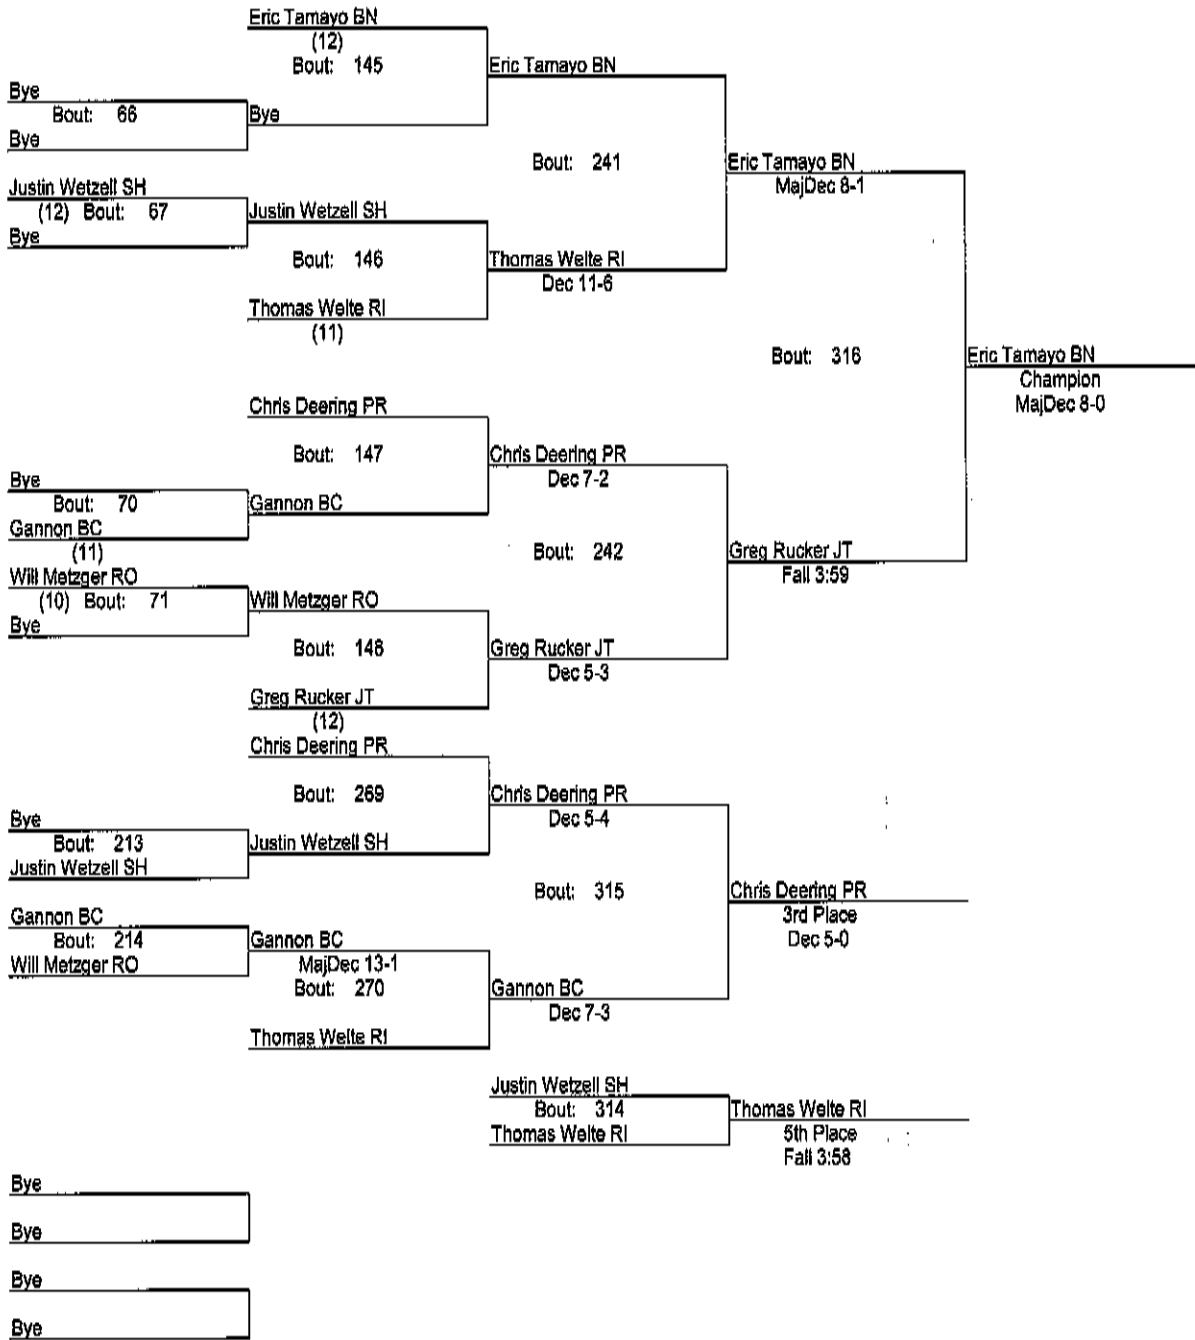 Eric Tamayo BN
(12)
Bout: 145
Eric Tamayo BN
Bye
Bout: 66
Bye
Bye
Bout: 241
Eric Tamayo BN
MajDec 8-1
Justin Wetzell SH
(12) Bout: 67
Justin Wetzell SH
Bye
Bout: 146
Thomas Welte RI
Dec 11-6
Thomas Welte RI
(11)
Bout: 316
Eric Tamayo BN
Champion
MajDec 8-0
Chris Deering PR
Bout: 147
Chris Deering PR
Dec 7-2
Bye
Bout: 70
Gannon BC
Gannon BC
(11)
Bout: 242
Greg Rucker JT
Fall 3:59
Will Metzger RO
(10) Bout: 71
Will Metzger RO
Bye
Bout: 148
Greg Rucker JT
Dec 5-3
Greg Rucker JT
(12)
Chris Deering PR
Bout: 269
Chris Deering PR
Dec 5-4
Bye
Bout: 213
Justin Wetzell SH
Justin Wetzell SH
Bout: 315
Chris Deering PR
3rd Place
Dec 5-0
Gannon BC
Bout: 214
Gannon BC
Will Metzger RO
MajDec 13-1
Bout: 270
Gannon BC
Dec 7-3
Thomas Welte RI
Justin Wetzell SH
Bout: 314
Thomas Welte RI
Thomas Welte RI
5th Place
Fall 3:58
Bye
Bye
Bye
Bye